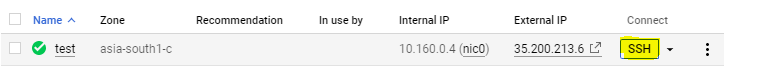 Name Zone Recommendation In use by Internal IP External IP Connect
test asia-south1-c 10.160.0.4 (nic0) 35.200.213.6 SSH